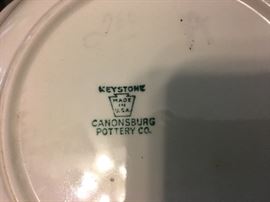 KEYSTONE
MADE
IN
U.S.A.
CANONSBURG
POTTERY CO.